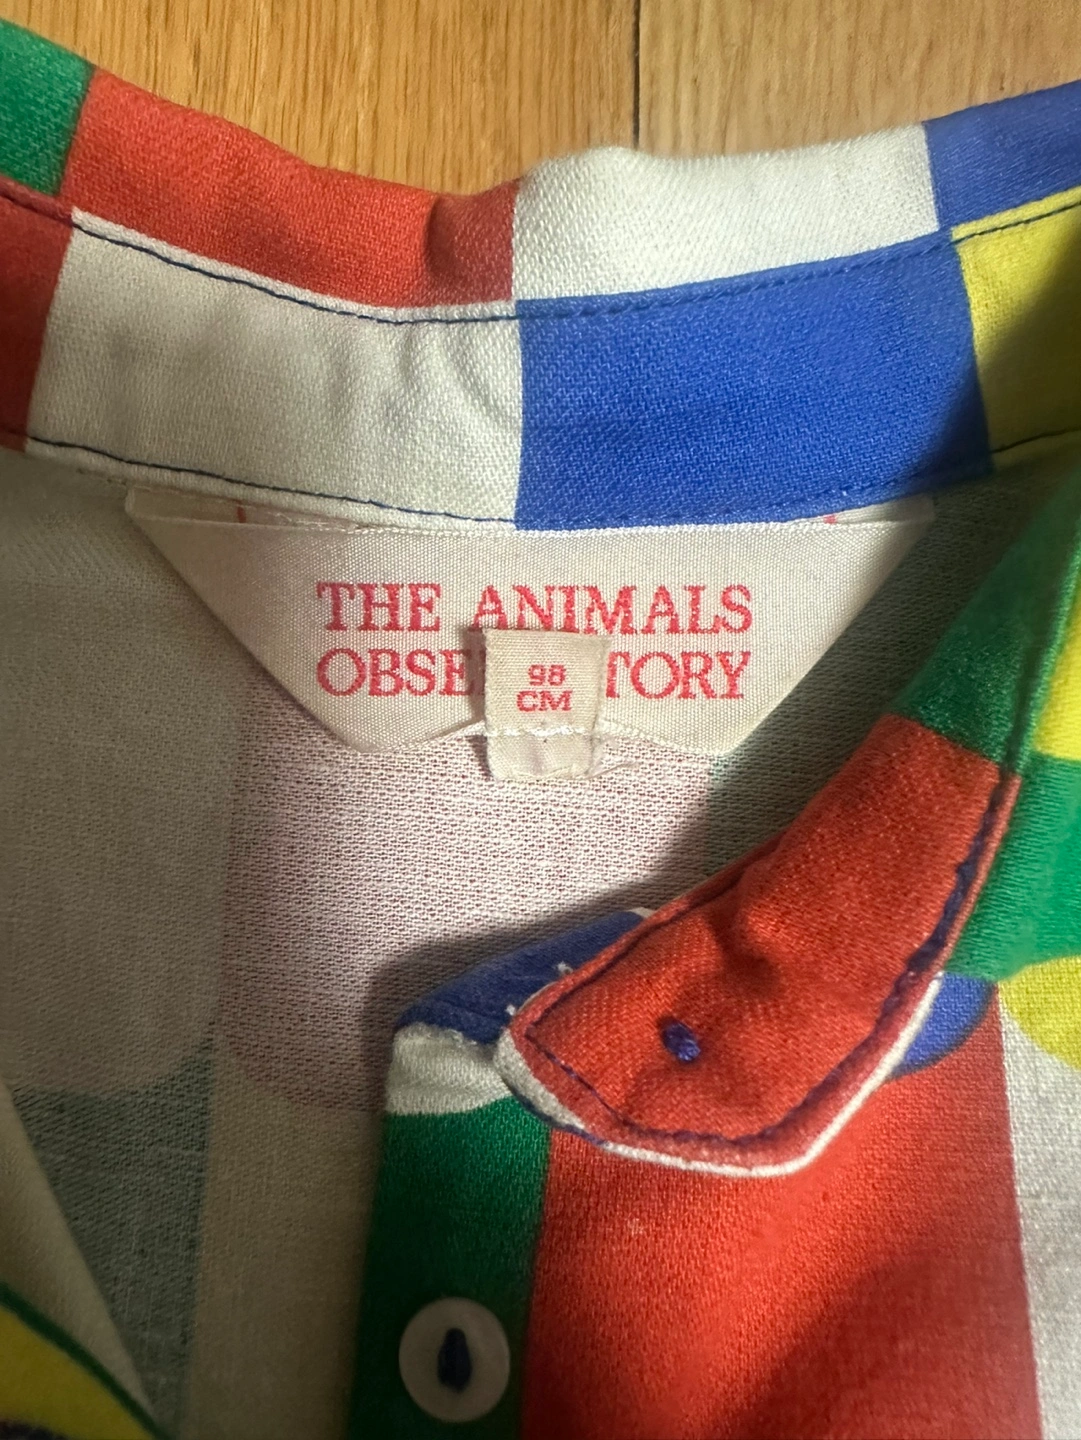 THE ANIMALS
OBSE TORY
98
CM